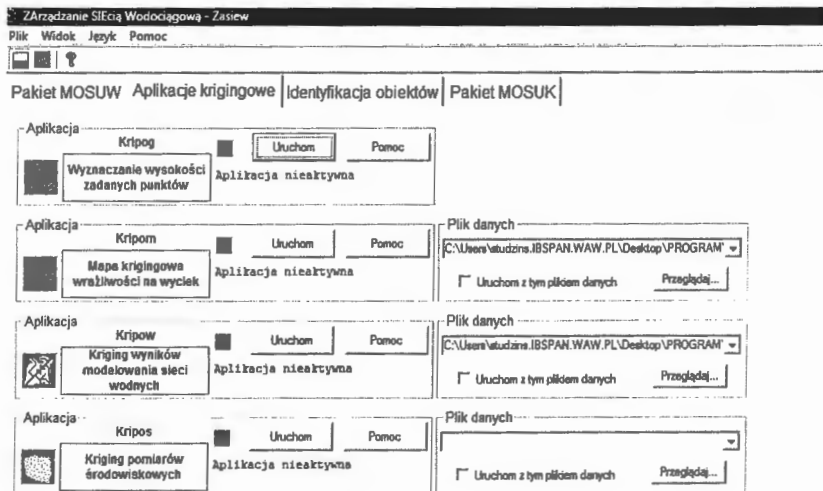 ZArządzanie SIEcią Wodociągową - Zasiew
Plik Widok Język Pomoc
Pakiet MOSUW Aplikacje krigingowe Identyfikacja obiektów Pakiet MOSUK
Aplikacja
Kripog
Wyznaczanie wysokości
zadanych punktów
Uruchom Pomoc
Aplikacja nieaktywna
Aplikacja
Kripom
Mapa krigingowa
wrażliwości na wyciek
Uruchom Pomoc
Aplikacja nieaktywna
Plik danych
C:\Users\studzins.IBSPAN.WAW.PL\Desktop\PROGRAM'
Uruchom z tym plikiem danych Przeglądaj...
Aplikacja
Kripow
Kriging wyników
modelowania sieci
wodnych
Uruchom Pomoc
Aplikacja nieaktywna
Plik danych
C:\Users\studzins.IBSPAN.WAW.PL\Desktop\PROGRAM'
Uruchom z tym plikiem danych Przeglądaj...
Aplikacja
Kripos
Kriging pomiarów
środowiskowych
Uruchom Pomoc
Aplikacja nieaktywna
Plik danych
Uruchom z tym plikiem danych Przeglądaj...